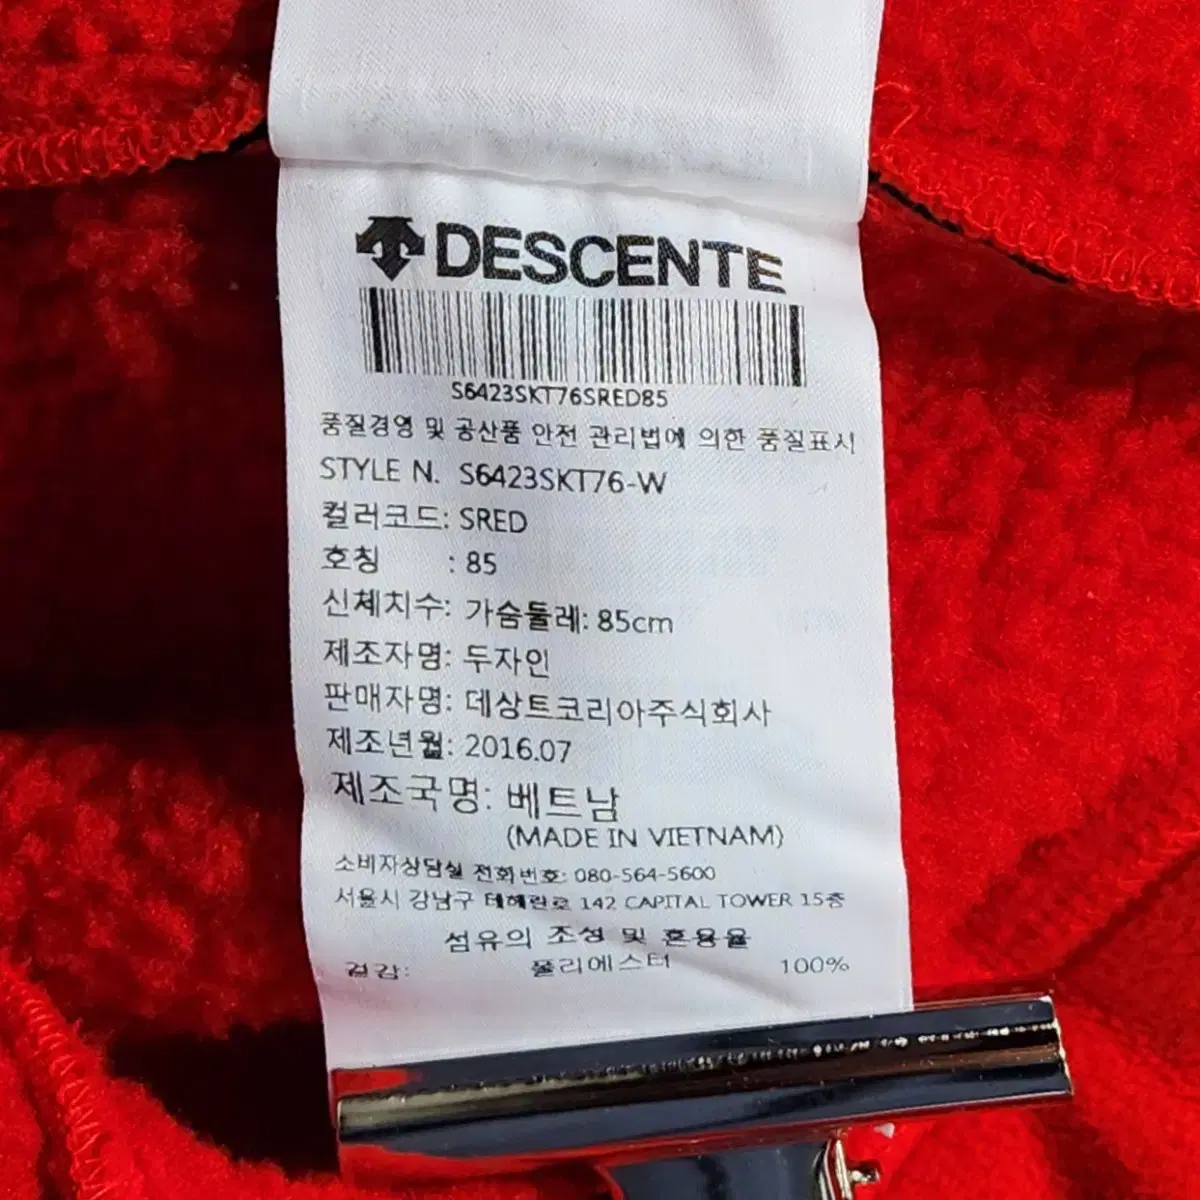 DESCENTE
S6423SKT76SRED85
품질경영 및 공산품 안전 관리법에 의한 품질표시
STYLE N. S6423SKT76-W
컬러코드: SRED
호칭 : 85
신체치수: 가슴둘레: 85cm
제조자명: 두자인
판매자명: 데상트코리아주식회사
제조년월: 2016.07
제조국명: 베트남
(MADE IN VIETNAM)
소비자상담실 전화번호: 080-564-5600
서울시 강남구 테헤란로 142 CAPITAL TOWER 15층
섬유의 조성 및 혼용율
겉감: 폴리에스터 100%